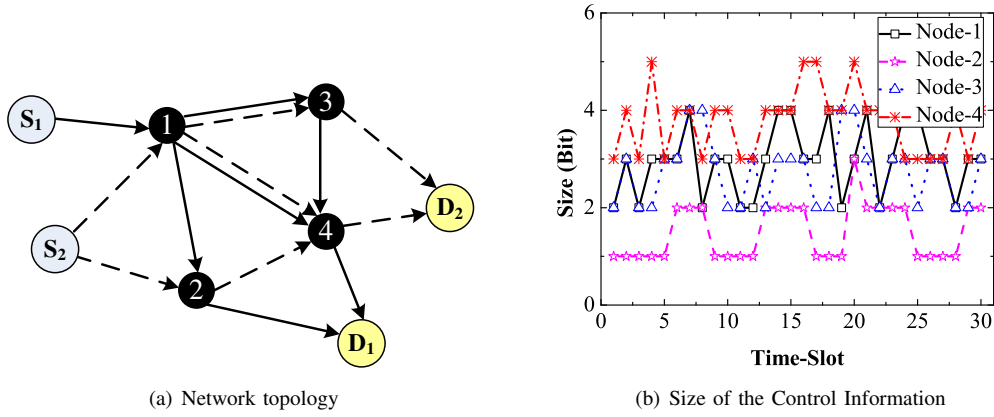 S1
S2
1
2
3
4
D2
D1
(a) Network topology
Size (Bit)
6
4
2
0
0
5
10
15
20
25
30
Time-Slot
Node-1
Node-2
Node-3
Node-4
(b) Size of the Control Information